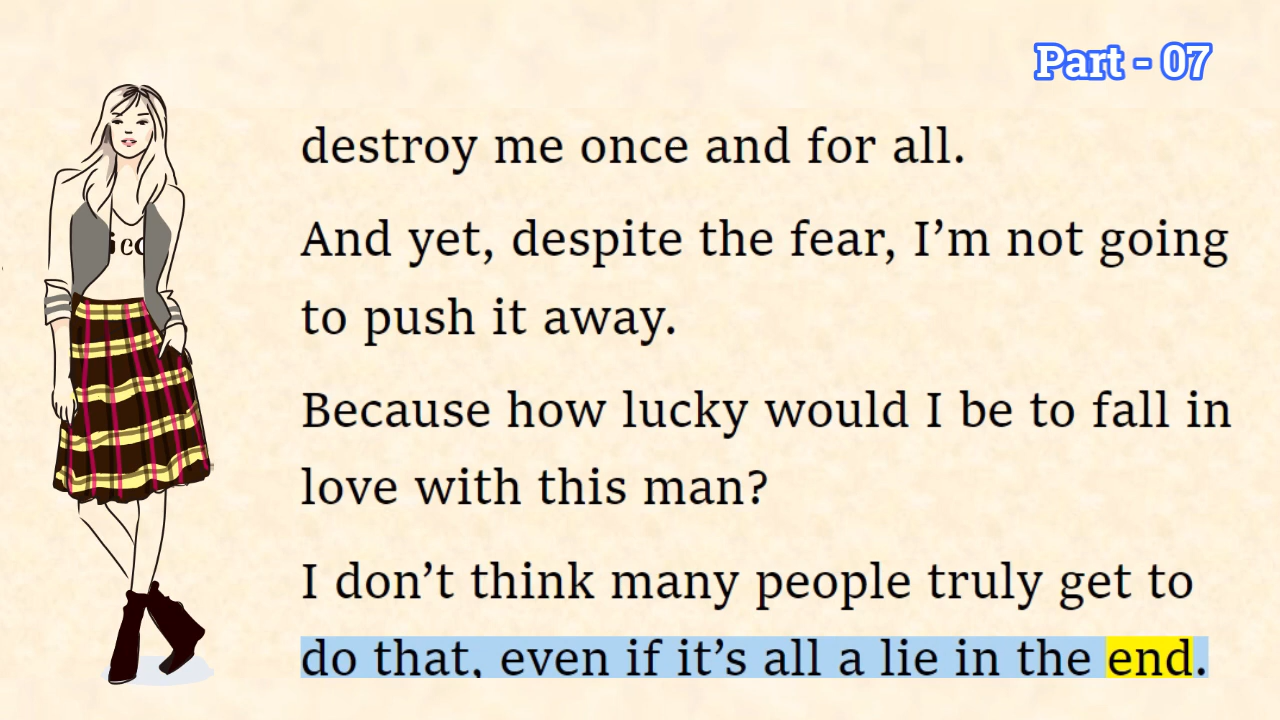 Part - 07
destroy me once and for all.
And yet, despite the fear, I’m not going
to push it away.
Because how lucky would I be to fall in
love with this man?
I don’t think many people truly get to
do that, even if it’s all a lie in the end.